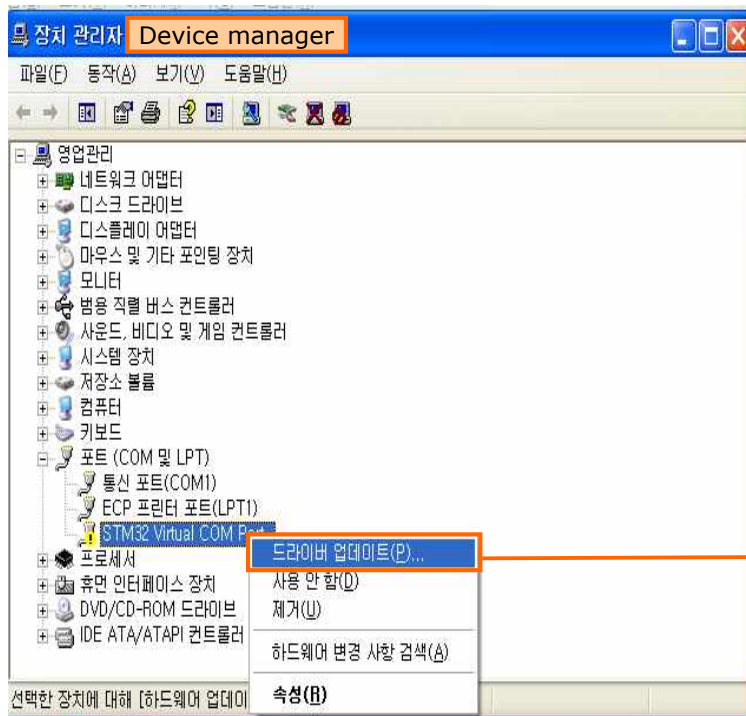 장치 관리자 Device manager
파일(F) 동작(A) 보기(V) 도움말(H)
영업관리
네트워크 어댑터
디스크 드라이브
디스플레이 어댑터
마우스 및 기타 포인팅 장치
모니터
범용 직렬 버스 컨트롤러
사운드, 비디오 및 게임 컨트롤러
시스템 장치
저장소 볼륨
컴퓨터
키보드
포트 (COM 및 LPT)
통신 포트(COM1)
ECP 프린터 포트(LPT1)
STM32 Virtual COM Port
프로세서
휴먼 인터페이스 장치
DVD/CD-ROM 드라이브
IDE ATA/ATAPI 컨트롤러
드라이버 업데이트(P)...
사용 안 함(D)
제거(U)
하드웨어 변경 사항 검색(A)
속성(R)
선택한 장치에 대해 [하드웨어 업데이